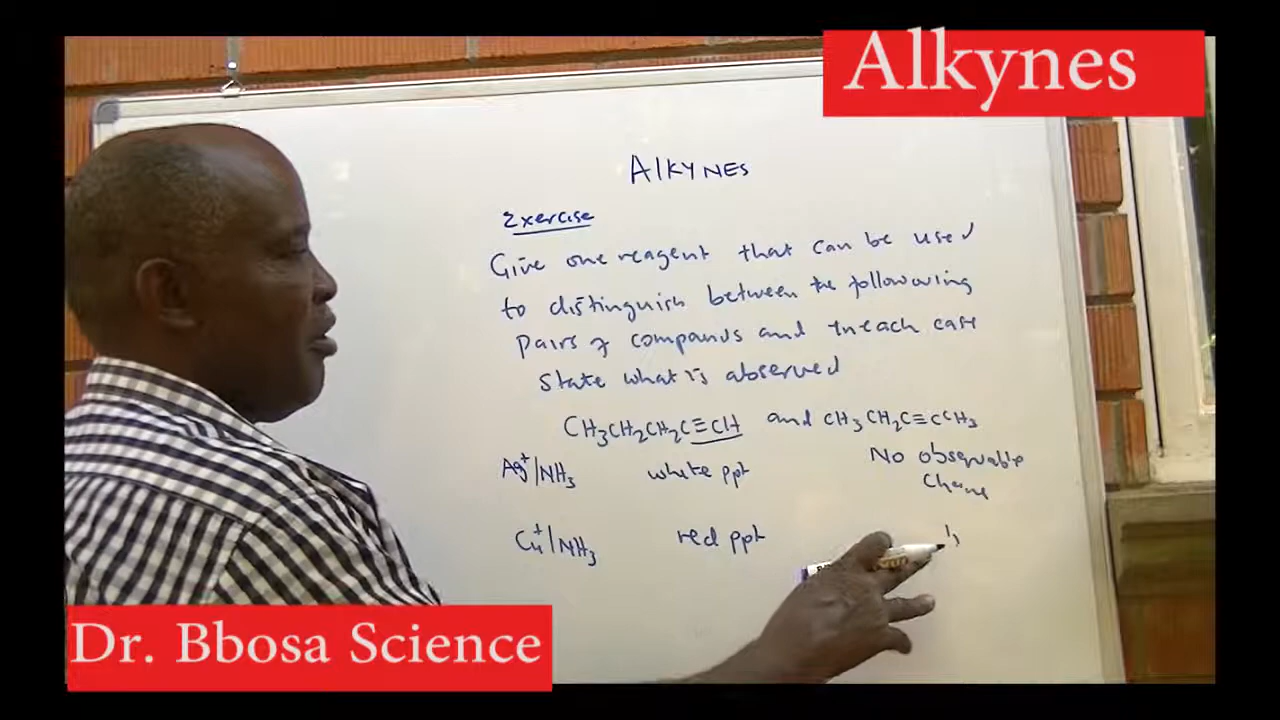 Alkynes
ALKYNES
Exercise
Give one reagent that can be used
to distinguish between the following
pairs of compounds and in each case
state what is observed
CH₃CH₂CH₂C≡CH and CH₃CH₂C≡CCH₃
Ag⁺/NH₃ white ppt No observable
Change
Cu⁺/NH₃ red ppt ''
Dr. Bbosa Science